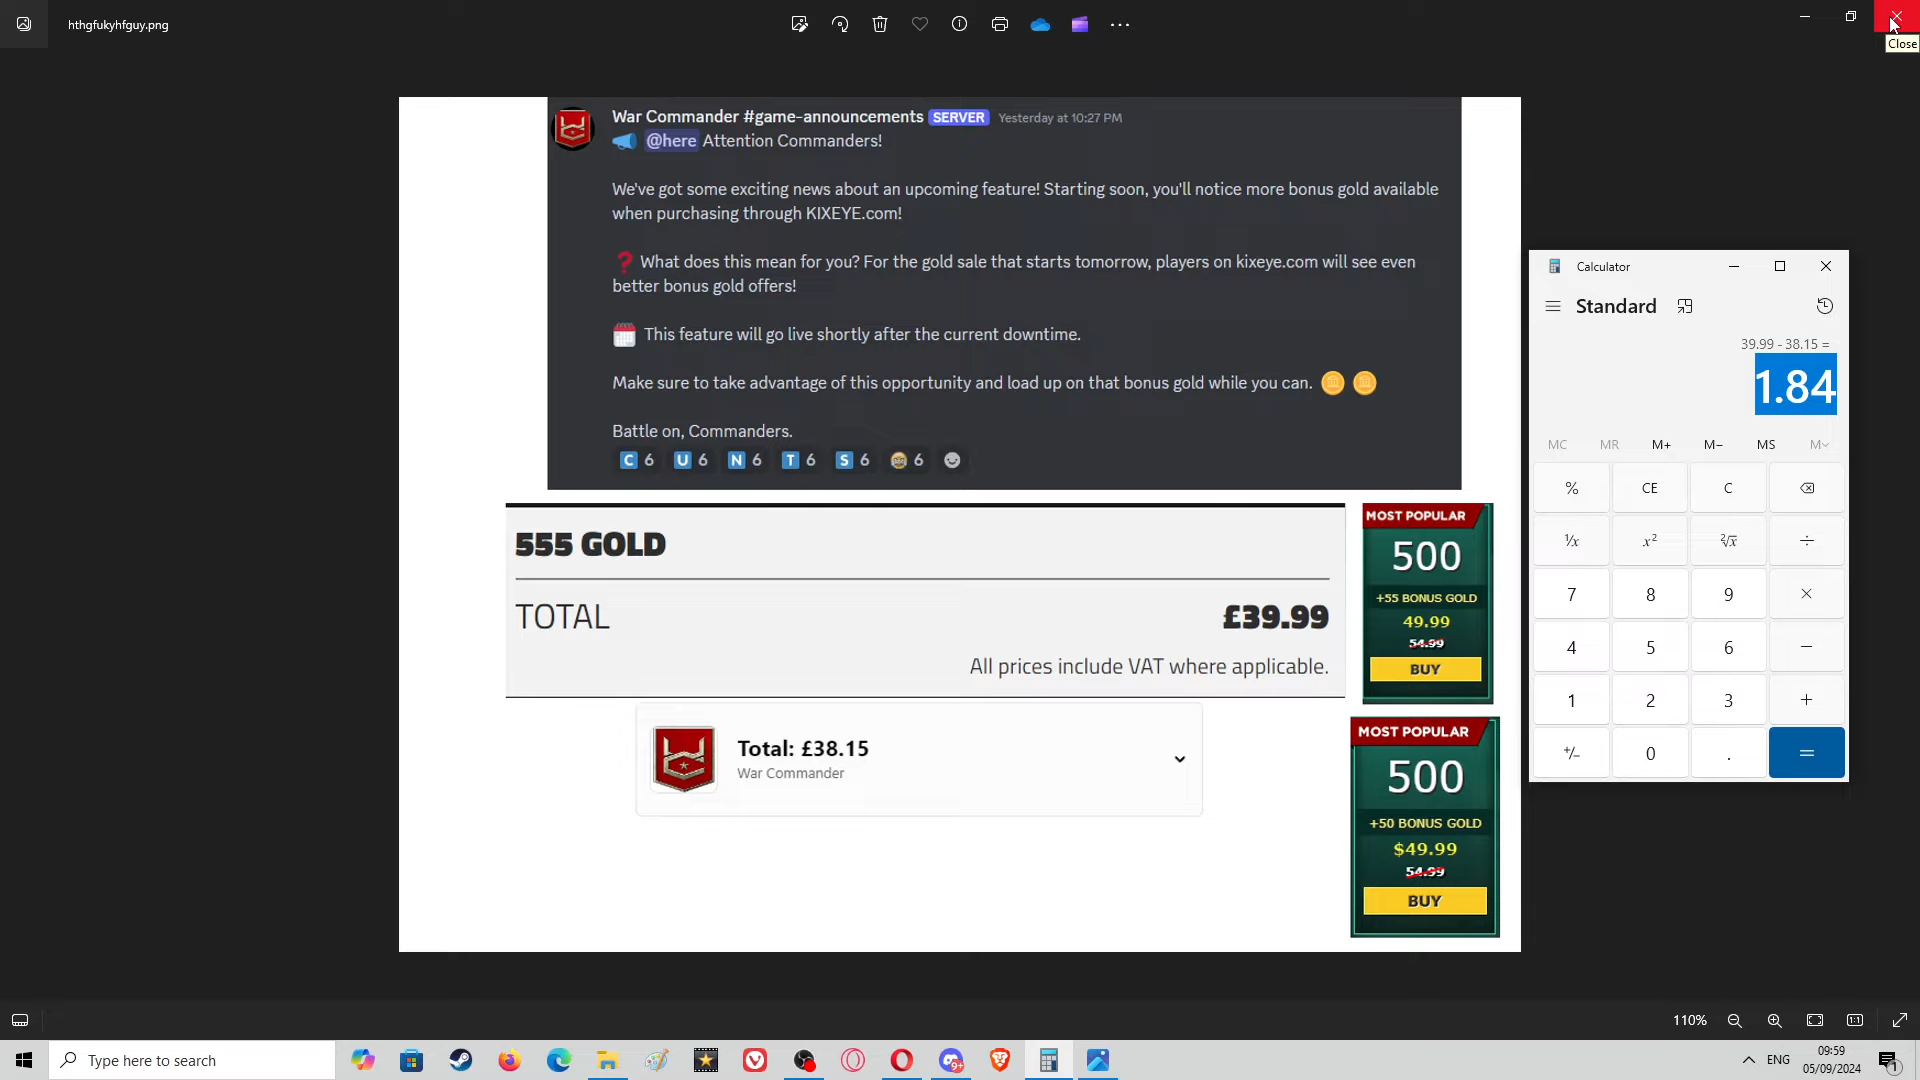 hthgfukyhfguy.png
Close
War Commander #game-announcements SERVER Yesterday at 10:27 PM
@here Attention Commanders!
We've got some exciting news about an upcoming feature! Starting soon, you'll notice more bonus gold available
when purchasing through KIXEYE.com!
❓ What does this mean for you? For the gold sale that starts tomorrow, players on kixeye.com will see even
better bonus gold offers!
This feature will go live shortly after the current downtime.
Make sure to take advantage of this opportunity and load up on that bonus gold while you can.
Battle on, Commanders.
C 6 U 6 N 6 T 6 S 6 6
555 GOLD
TOTAL £39.99
All prices include VAT where applicable.
Total: £38.15
War Commander
MOST POPULAR
500
+55 BONUS GOLD
49.99
54.99
BUY
MOST POPULAR
500
+50 BONUS GOLD
$49.99
54.99
BUY
Calculator
Standard
39.99 - 38.15 =
1.84
MC MR M+ M− MS M˅
% CE C
¹/x x² ²√x ÷
7 8 9 ×
4 5 6 −
1 2 3 +
+/− 0 . =
110%
1:1
Type here to search
9+
ENG
09:59
05/09/2024
1